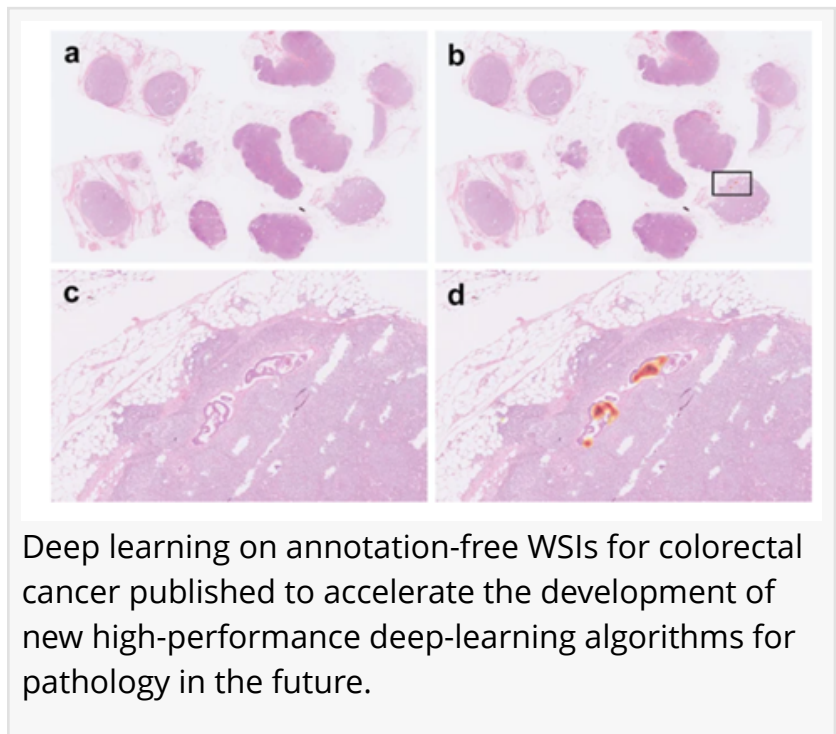 a
b
c
d
Deep learning on annotation-free WSIs for colorectal
cancer published to accelerate the development of
new high-performance deep-learning algorithms for
pathology in the future.